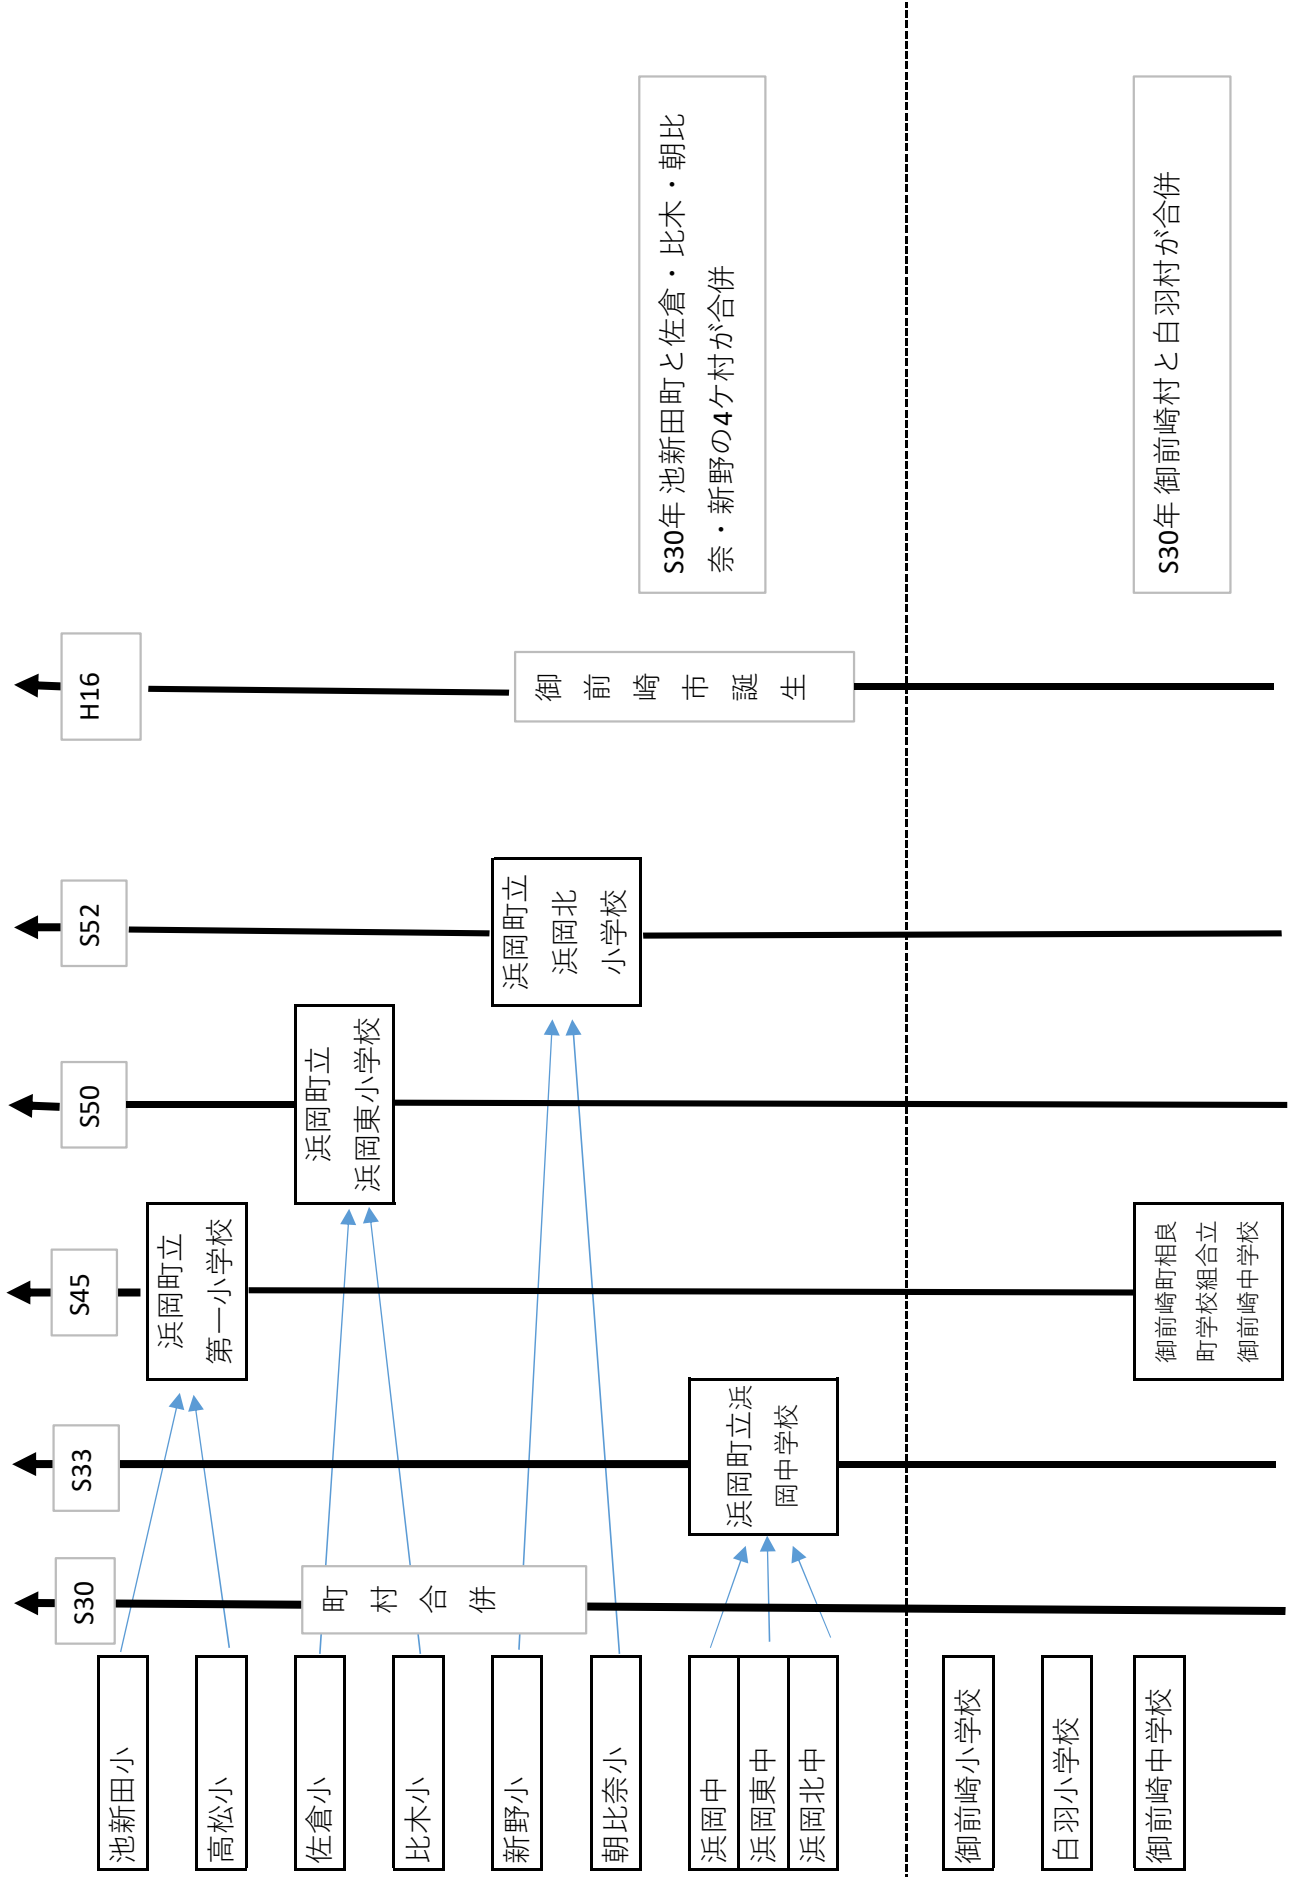 S30
S33
S45
S50
S52
H16
池新田小
高松小
佐倉小
比木小
新野小
朝比奈小
浜岡中
浜岡東中
浜岡北中
御前崎小学校
白羽小学校
御前崎中学校
町村合併
浜岡町立浜
岡中学校
浜岡町立
第一小学校
御前崎町相良
町学校組合立
御前崎中学校
浜岡町立
浜岡東小学校
浜岡町立
浜岡北
小学校
御前崎市誕生
S30年 池新田町と佐倉・比木・朝比
奈・新野の4ケ村が合併
S30年 御前崎村と白羽村が合併